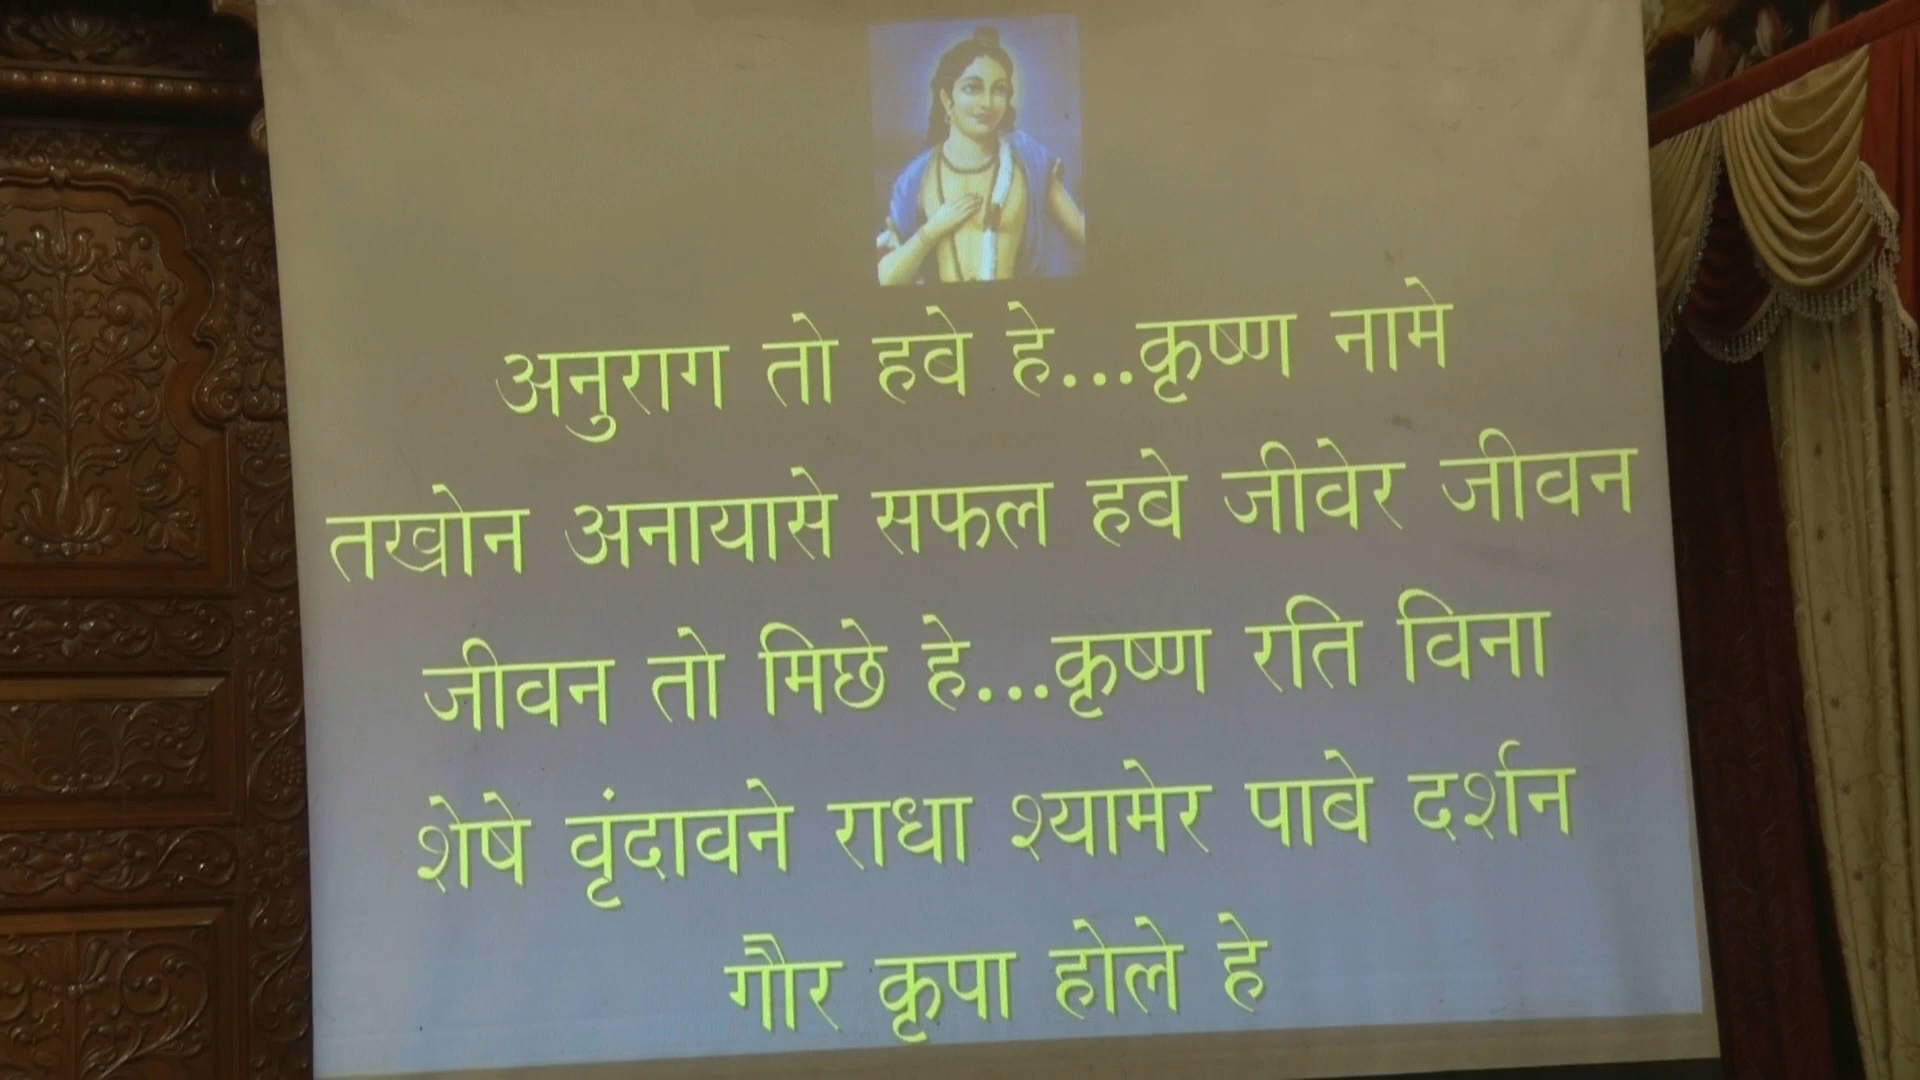 अनुराग तो हवे हे...कृष्ण नामे
तखोन अनायासे सफल हवे जीवेर जीवन
जीवन तो मिछे हे...कृष्ण रति विना
शेषे वृंदावने राधा श्यामेर पाबे दर्शन
गौर कृपा होले हे